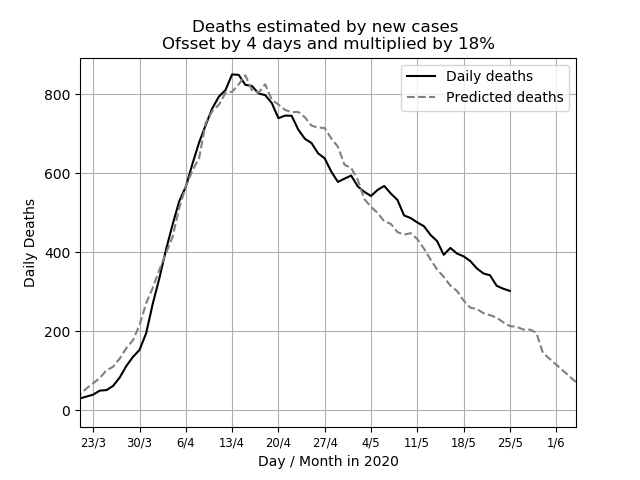 Deaths estimated by new cases
Ofsset by 4 days and multiplied by 18%
Daily deaths
Predicted deaths
Daily Deaths
800
600
400
200
0
23/3 30/3 6/4 13/4 20/4 27/4 4/5 11/5 18/5 25/5 1/6
Day / Month in 2020